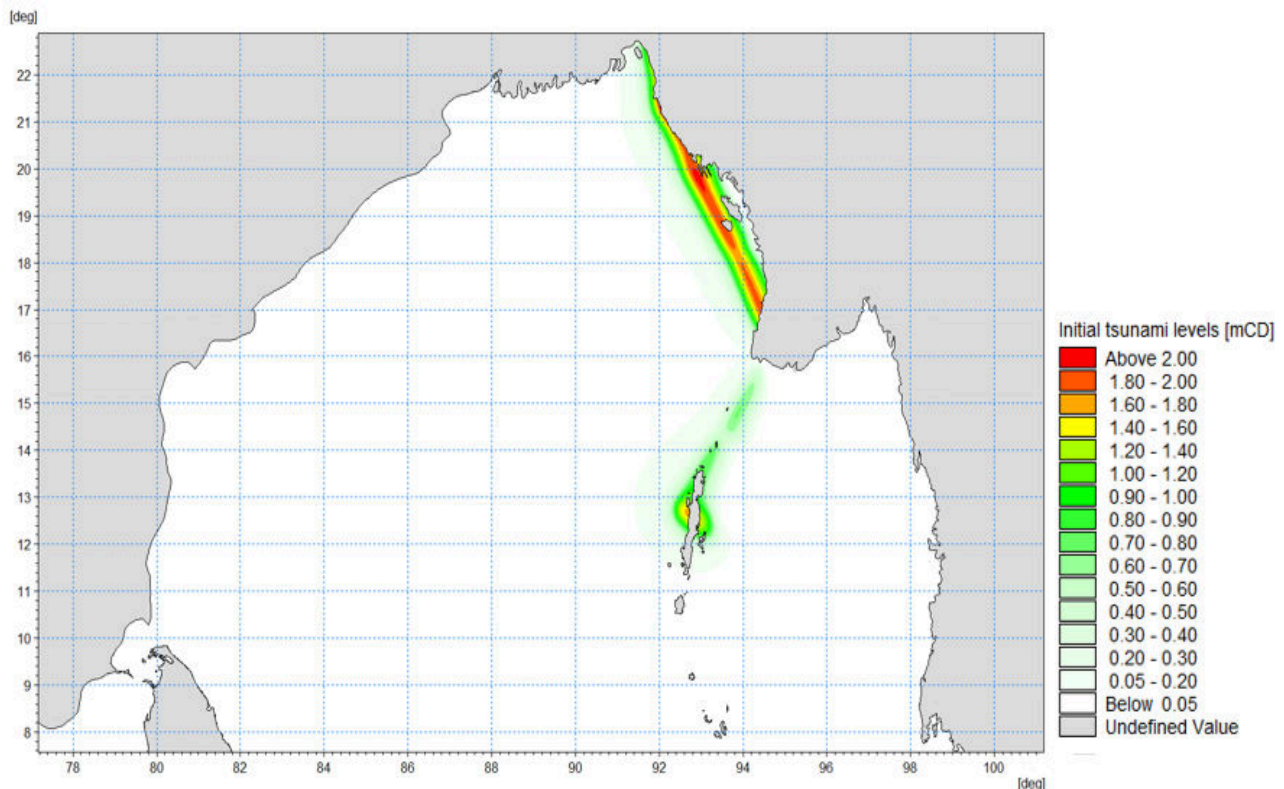 [deg]
22
21
20
19
18
17
16
15
14
13
12
11
10
9
8
78 80 82 84 86 88 90 92 94 96 98 100
[deg]
Initial tsunami levels [mCD]
Above 2.00
1.80 - 2.00
1.60 - 1.80
1.40 - 1.60
1.20 - 1.40
1.00 - 1.20
0.90 - 1.00
0.80 - 0.90
0.70 - 0.80
0.60 - 0.70
0.50 - 0.60
0.40 - 0.50
0.30 - 0.40
0.20 - 0.30
0.05 - 0.20
Below 0.05
Undefined Value